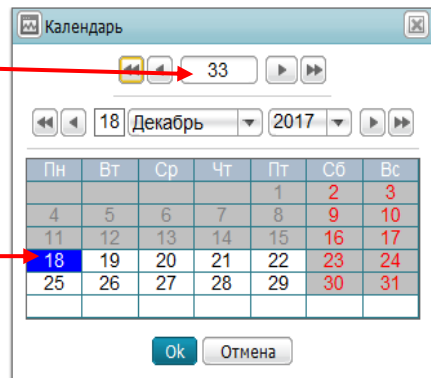 Календарь
33
18 Декабрь 2017
Пн Вт Ср Чт Пт Сб Вс
1 2 3
4 5 6 7 8 9 10
11 12 13 14 15 16 17
18 19 20 21 22 23 24
25 26 27 28 29 30 31
Ok Отмена